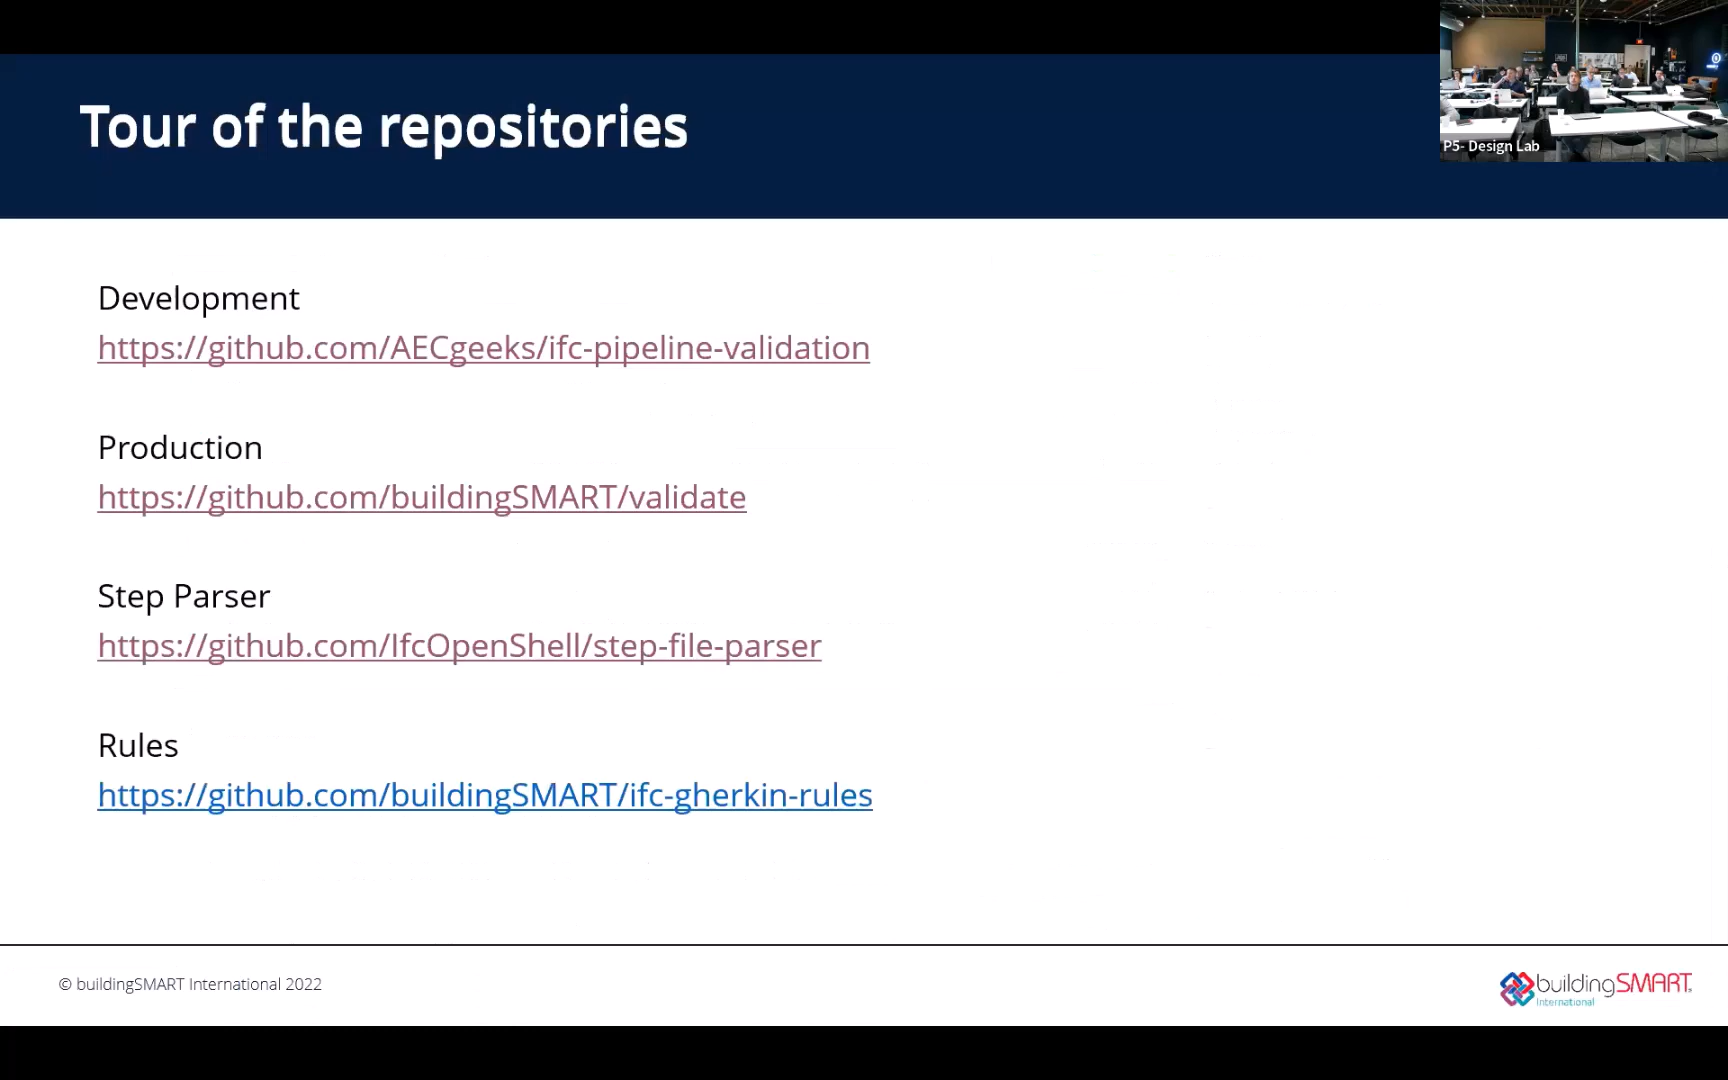 P5- Design Lab
Tour of the repositories
Development
https://github.com/AECgeeks/ifc-pipeline-validation
Production
https://github.com/buildingSMART/validate
Step Parser
https://github.com/IfcOpenShell/step-file-parser
Rules
https://github.com/buildingSMART/ifc-gherkin-rules
© buildingSMART International 2022
buildingSMART
International